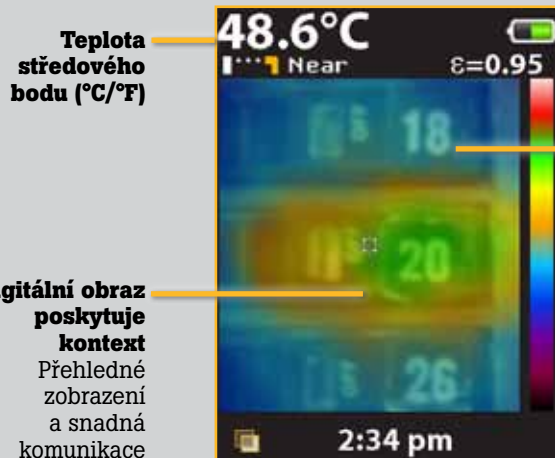 Teplota
středového
bodu (°C/°F)
48.6°C
Near
ε=0.95
18
20
26
gitální obraz
poskytuje
kontext
Přehledné
zobrazení
a snadná
komunikace
2:34 pm